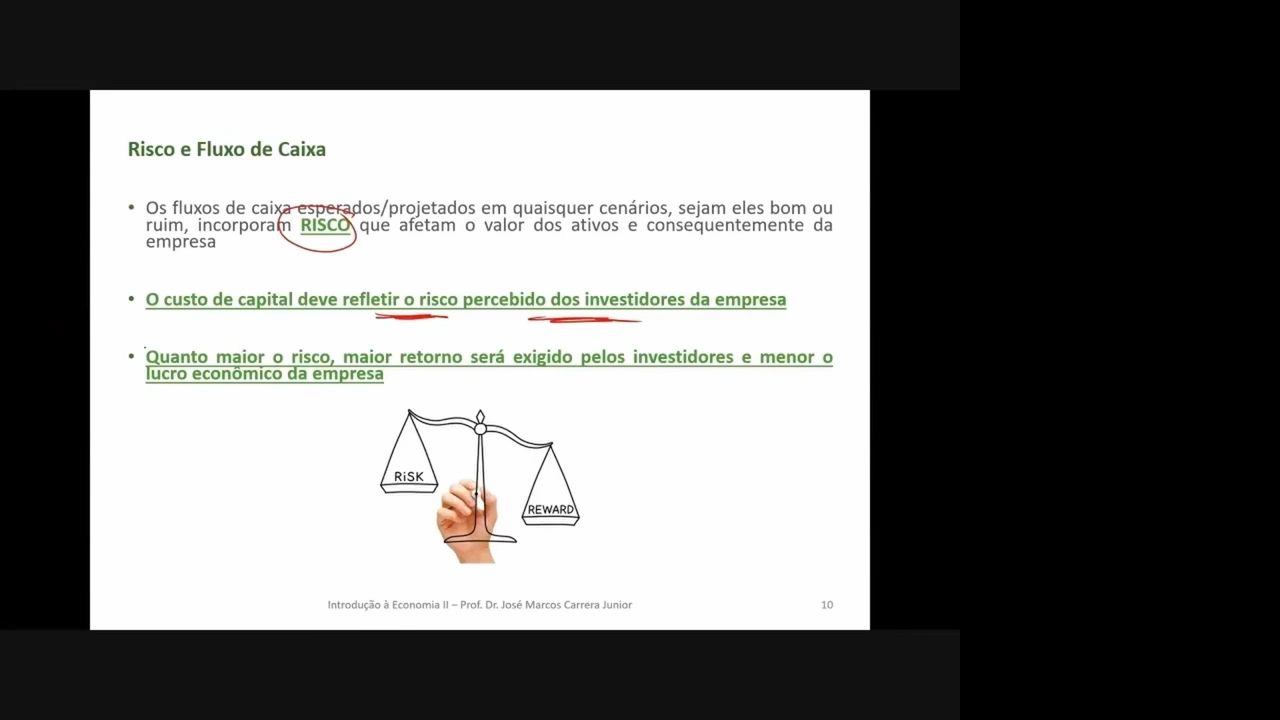 Risco e Fluxo de Caixa
• Os fluxos de caixa esperados/projetados em quaisquer cenários, sejam eles bom ou
ruim, incorporam RISCO que afetam o valor dos ativos e consequentemente da
empresa
• O custo de capital deve refletir o risco percebido dos investidores da empresa
• Quanto maior o risco, maior retorno será exigido pelos investidores e menor o
lucro econômico da empresa
RiSK
REWARD
Introdução à Economia II – Prof. Dr. José Marcos Carrera Junior
10